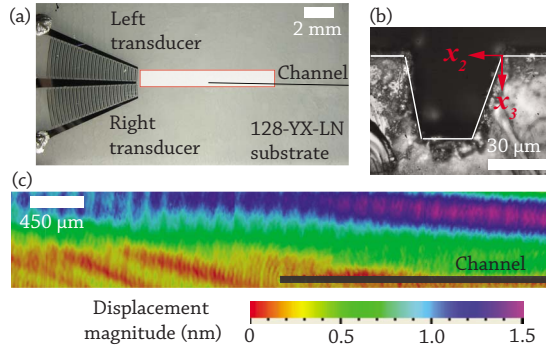 (a)
Left
transducer
2 mm
Channel
Right
transducer
128-YX-LN
substrate
(b)
x₂
x₃
30 µm
(c)
450 µm
Channel
Displacement
magnitude (nm)
0 0.5 1.0 1.5